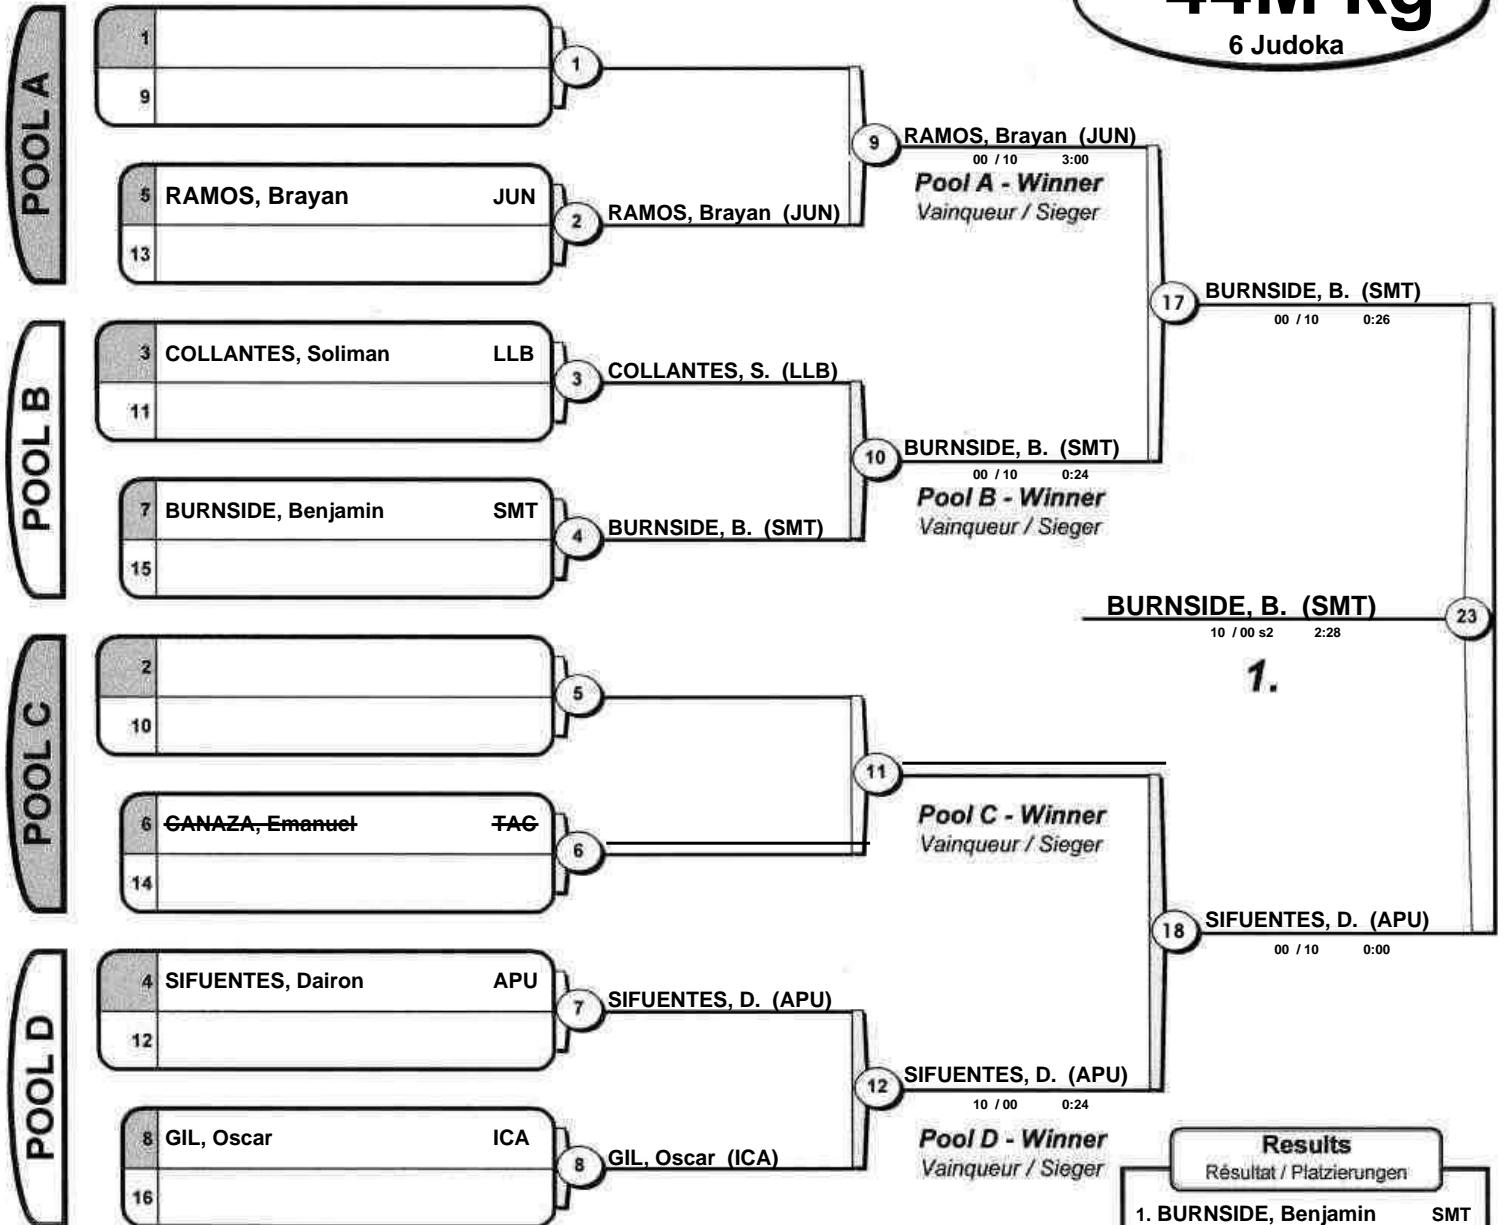 44M kg
6 Judoka
POOL A
1
9
1
5 RAMOS, Brayan JUN
13
2
RAMOS, Brayan (JUN)
9
RAMOS, Brayan (JUN)
00 / 10 3:00
Pool A - Winner
Vainqueur / Sieger
POOL B
3 COLLANTES, Soliman LLB
11
3
COLLANTES, S. (LLB)
7 BURNSIDE, Benjamin SMT
15
4
BURNSIDE, B. (SMT)
10
BURNSIDE, B. (SMT)
00 / 10 0:24
Pool B - Winner
Vainqueur / Sieger
17
BURNSIDE, B. (SMT)
00 / 10 0:26
BURNSIDE, B. (SMT)
10 / 00 s2 2:28
1.
23
POOL C
2
10
5
6 CANAZA, Emanuel TAC
14
6
11
Pool C - Winner
Vainqueur / Sieger
18
SIFUENTES, D. (APU)
00 / 10 0:00
POOL D
4 SIFUENTES, Dairon APU
12
7
SIFUENTES, D. (APU)
8 GIL, Oscar ICA
16
8
GIL, Oscar (ICA)
12
SIFUENTES, D. (APU)
10 / 00 0:24
Pool D - Winner
Vainqueur / Sieger
Results
Résultat / Platzierungen
1. BURNSIDE, Benjamin SMT